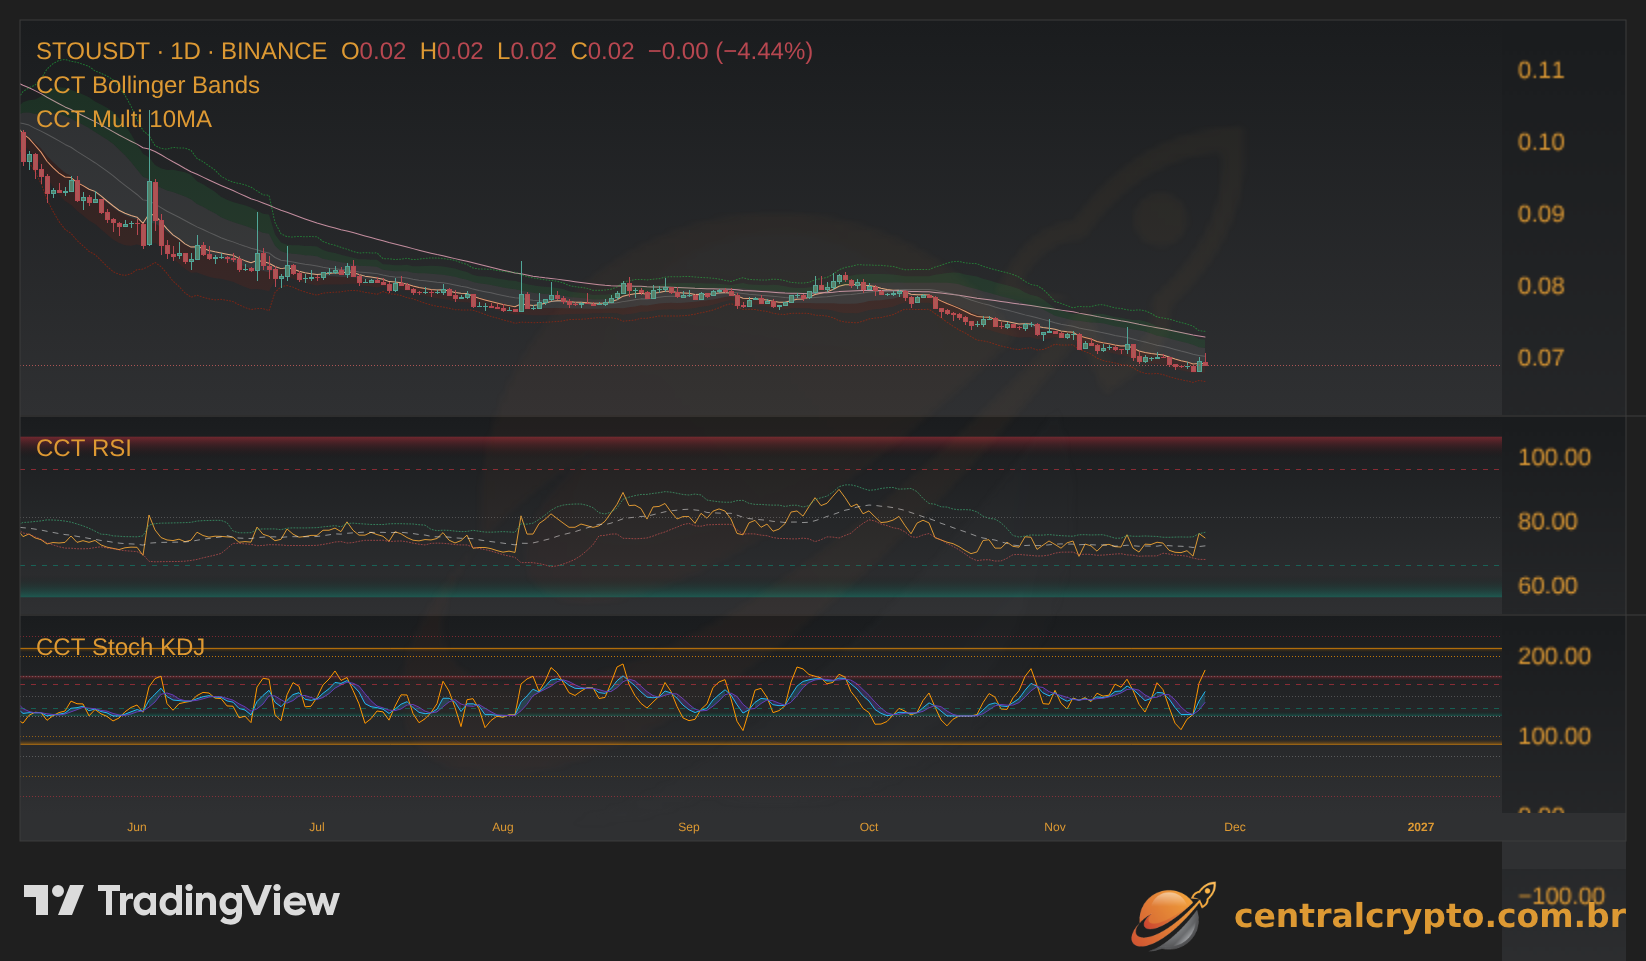 STOUSDT · 1D · BINANCE O0.02 H0.02 L0.02 C0.02 −0.00 (−4.44%)
CCT Bollinger Bands
CCT Multi 10MA
0.11
0.10
0.09
0.08
0.07
CCT RSI
100.00
80.00
60.00
CCT Stoch KDJ
200.00
100.00
0.00
−100.00
Jun Jul Aug Sep Oct Nov Dec 2027
TradingView
centralcrypto.com.br